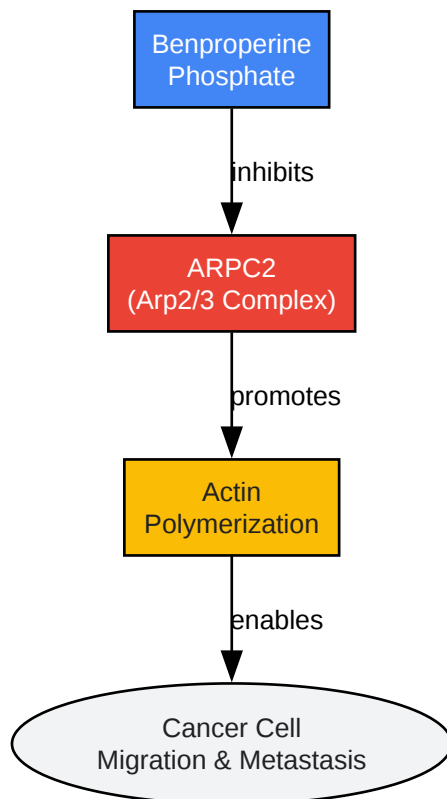 Benproperine
Phosphate
inhibits
ARPC2
(Arp2/3 Complex)
promotes
Actin
Polymerization
enables
Cancer Cell
Migration & Metastasis